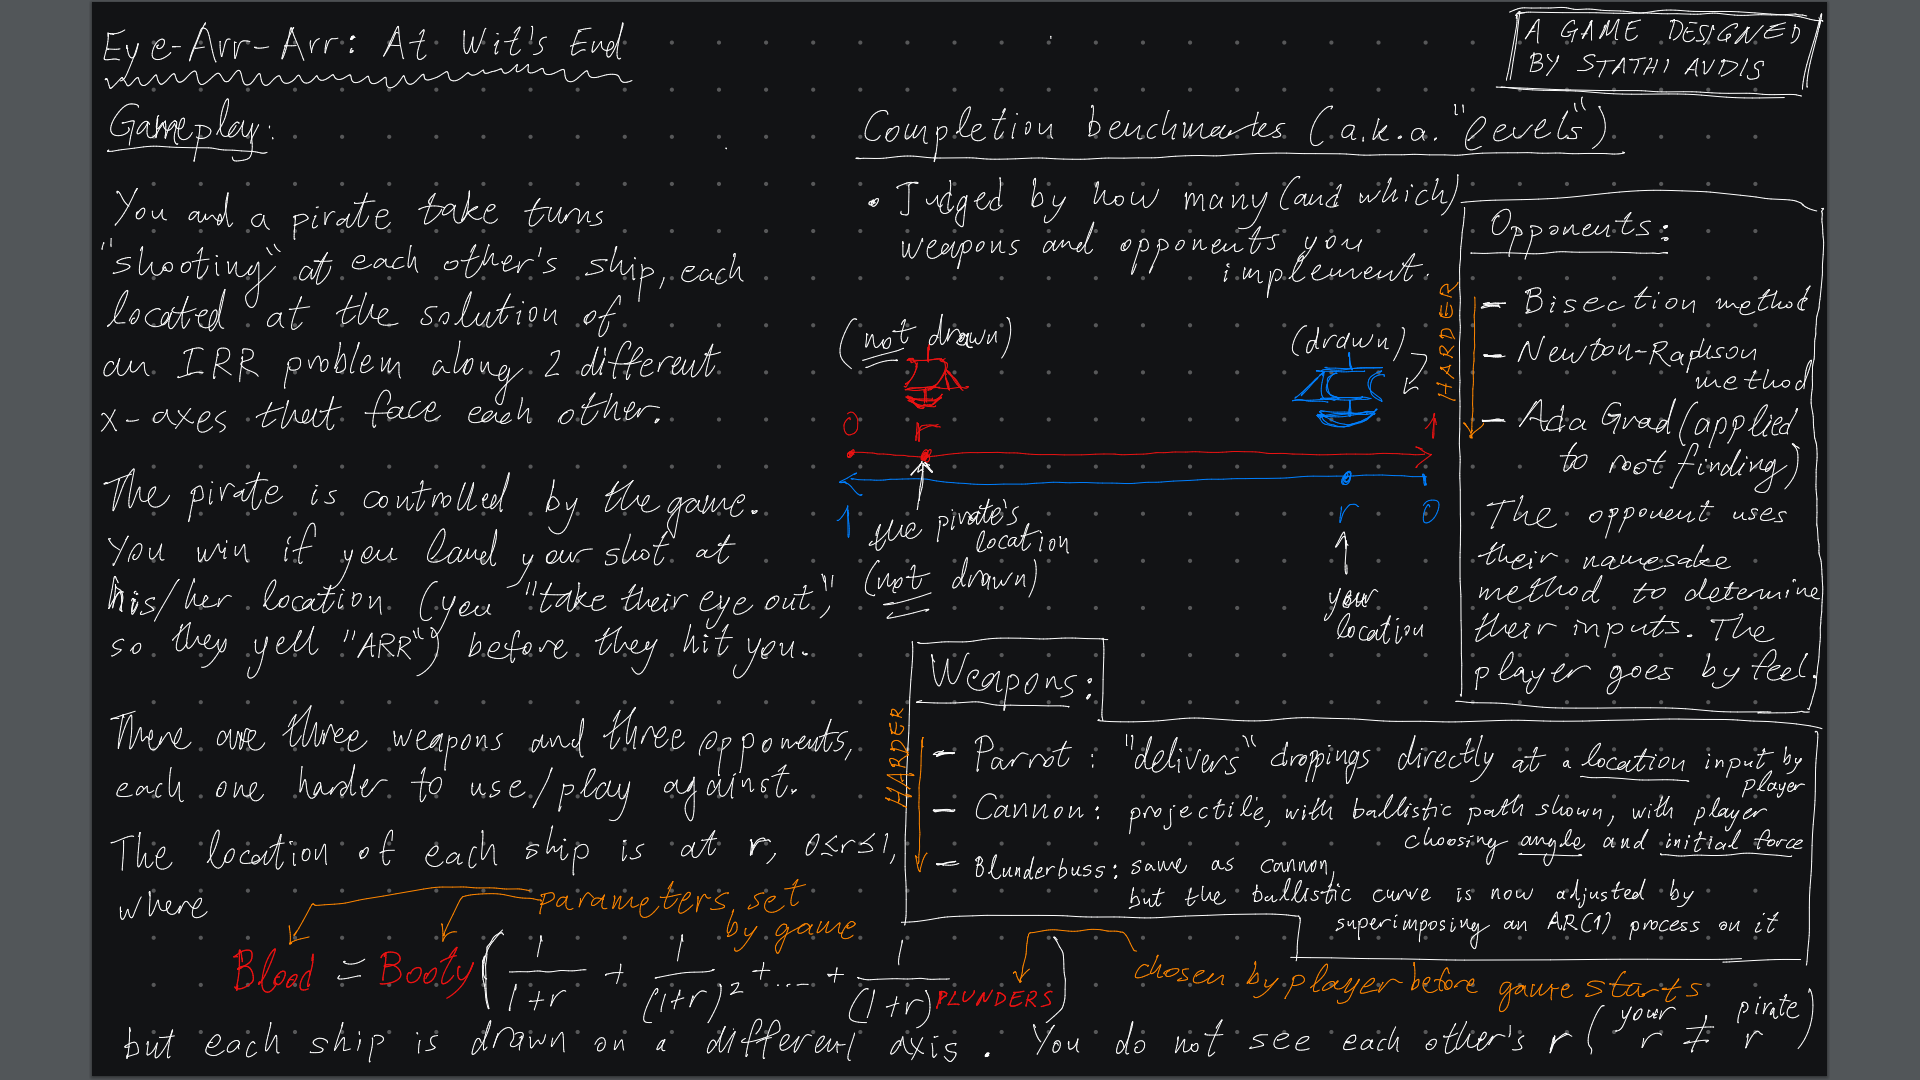 Eye-Arr-Arr: At Wit's End
A GAME DESIGNED
BY STATHI AVDIS
Gameplay:
You and a pirate take turns
"shooting" at each other's ship, each
located at the solution of
an IRR problem along 2 different
x-axes that face each other.
The pirate is controlled by the game.
You win if you land your shot at
his/her location (you "take their eye out,"
so they yell "ARR") before they hit you.
There are three weapons and three opponents,
each one harder to use/play against.
The location of each ship is at r, 0≤r≤1,
where
parameters set
by game
Blood = Booty ( 1/(1+r) + 1/(1+r)² + .... + 1/(1+r) PLUNDERS )
chosen by player before game starts
but each ship is drawn on a different axis. You do not see each other's r ( your r ≠ pirate r )
Completion benchmarks (a.k.a. "levels")
• Judged by how many (and which)
weapons and opponents you
implement.
(not drawn)
(drawn)
0
r
1
1
r
0
the pirate's
location
(not drawn)
your
location
Opponents:
HARDER
- Bisection method
- Newton-Raphson
method
- Ada Grad (applied
to root finding)
The opponent uses
their namesake
method to determine
their inputs. The
player goes by feel.
Weapons:
HARDER
- Parrot: "delivers" droppings directly at a location input by
player
- Cannon: projectile, with ballistic path shown, with player
choosing angle and initial force
- Blunderbuss: same as cannon,
but the ballistic curve is now adjusted by
superimposing an AR(1) process on it